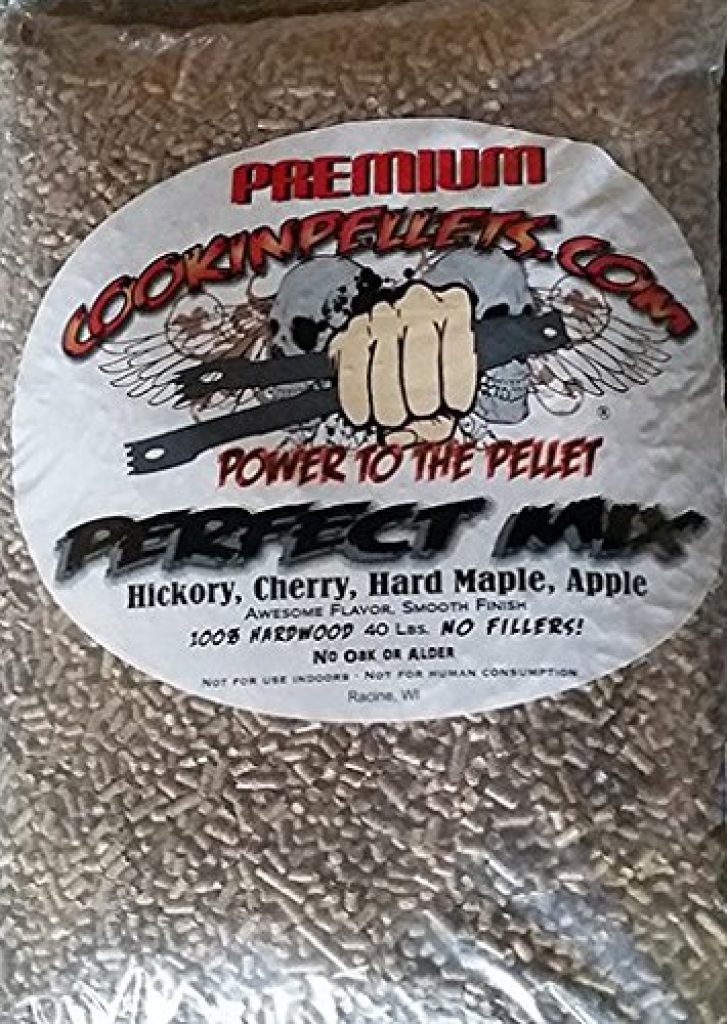 PREMIUM
COOKINPELLETS.COM
®
POWER TO THE PELLET
PERFECT MIX
Hickory, Cherry, Hard Maple, Apple
AWESOME FLAVOR, SMOOTH FINISH
100% HARDWOOD 40 LBS. NO FILLERS!
NO OAK OR ALDER
NOT FOR USE INDOORS - NOT FOR HUMAN CONSUMPTION
Racine, WI